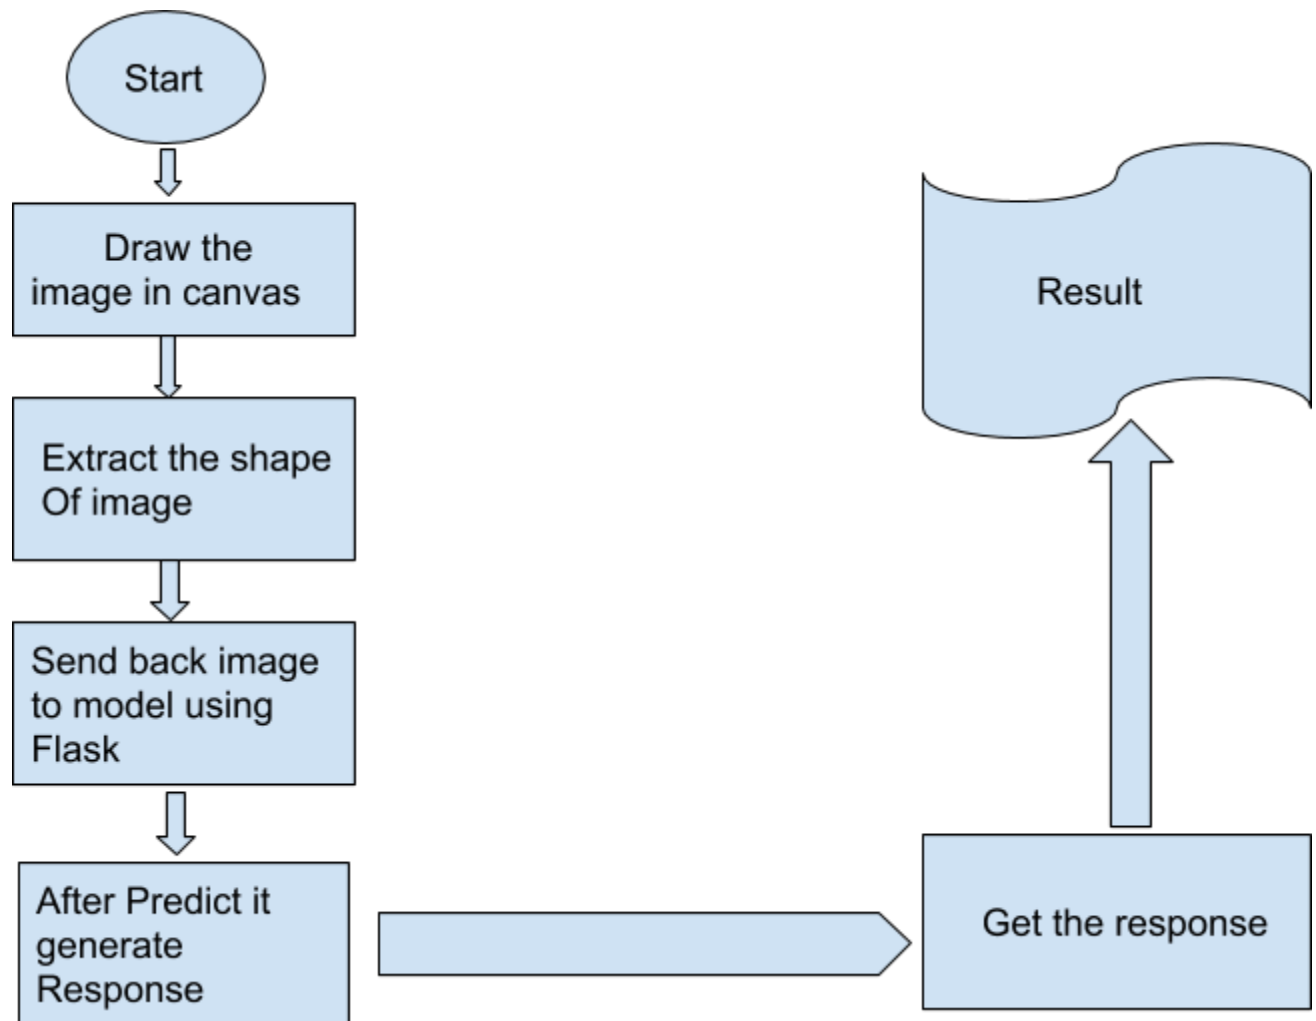 Start
Draw the
image in canvas
Extract the shape
Of image
Send back image
to model using
Flask
After Predict it
generate
Response
Get the response
Result